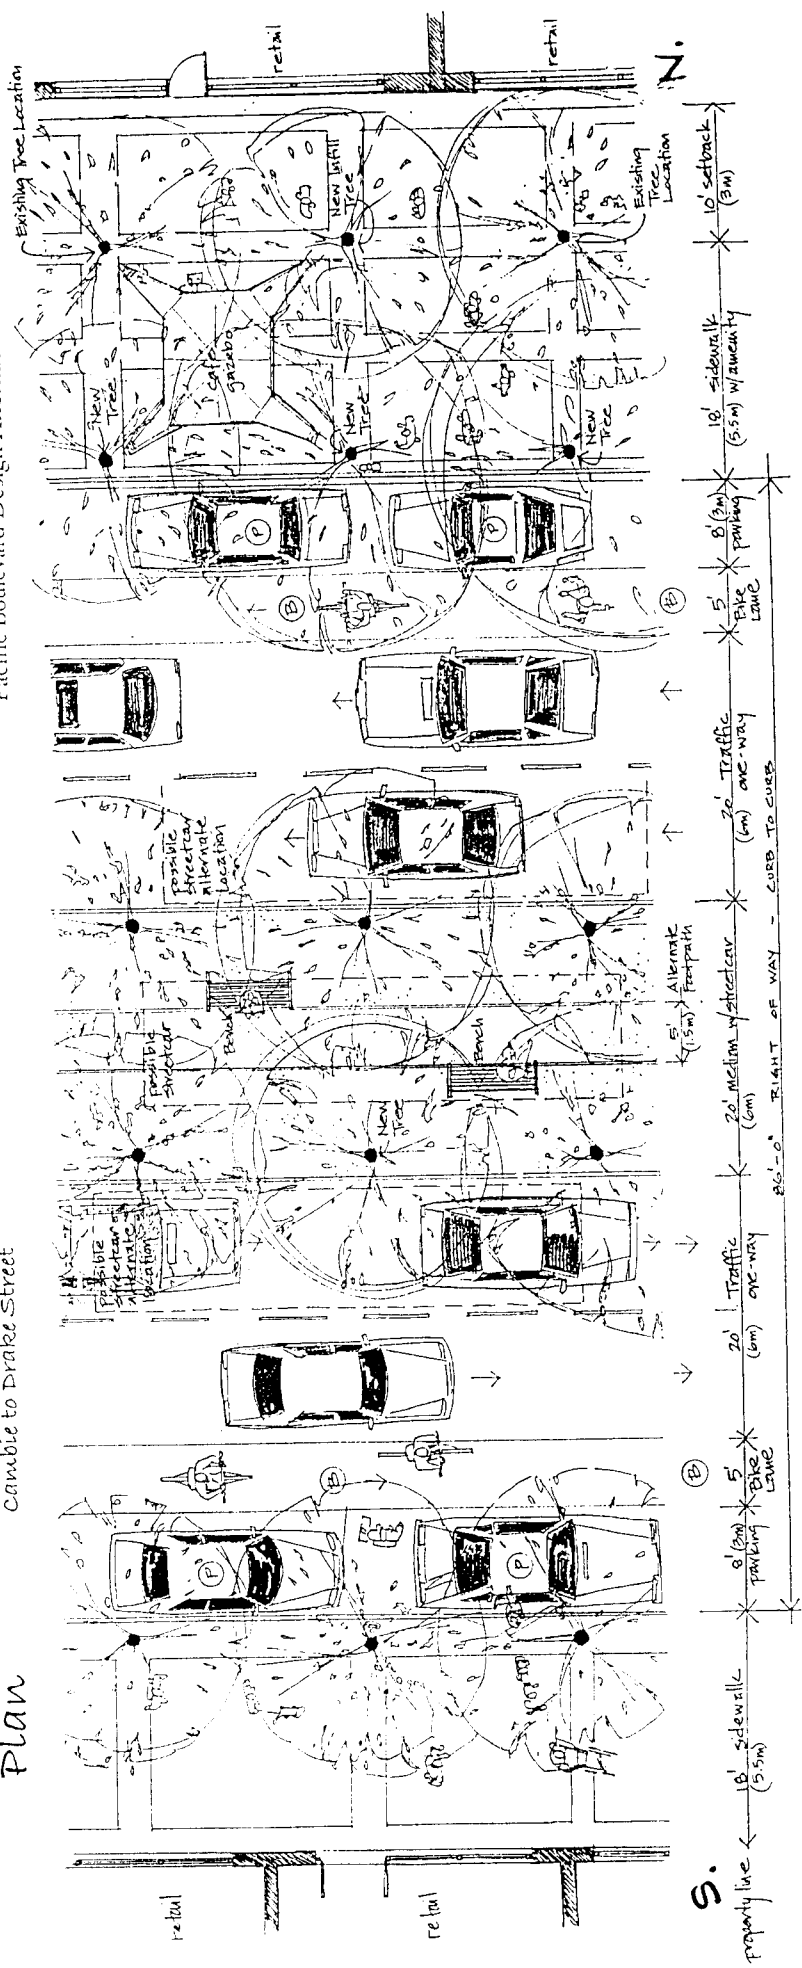 Plan
Cambie to Drake Street
Existing Tree Location
retail
retail
N.
New Infill
Tree
Existing
Tree
Location
10' setback
(3m)
cafe
gazebo
New
Tree
New
Tree
New
Tree
18' sidewalk
(5.5m) w/amenity
P
P
8' (3m)
parking
B
B
5'
Bike
Lane
20' Traffic
(6m) one-way
possible
streetcar
alternate
location
Bench
possible
streetcar
Bench
5' Alternate
(1.5m) footpath
20' median w/streetcar
(6m)
New
Tree
86'-0" RIGHT OF WAY - CURB TO CURB
possible
streetcar
alternate
location
20' Traffic
(6m) one-way
B
B
5'
Bike
Lane
P
P
8' (3m)
parking
18' sidewalk
(5.5m)
retail
retail
S.
property line